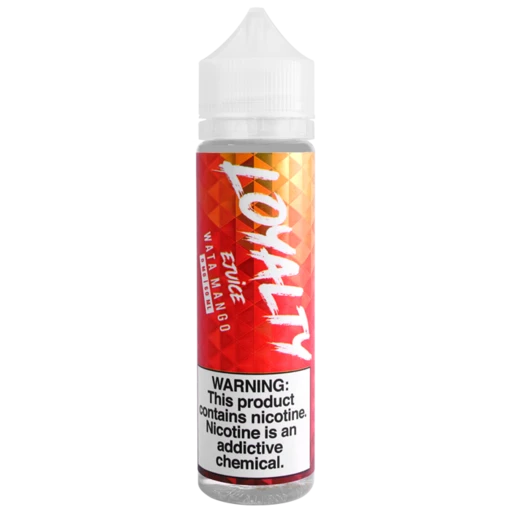 LOYALTY
EJUICE
WATA MANGO
WARNING:
This product
contains nicotine.
Nicotine is an
addictive
chemical.